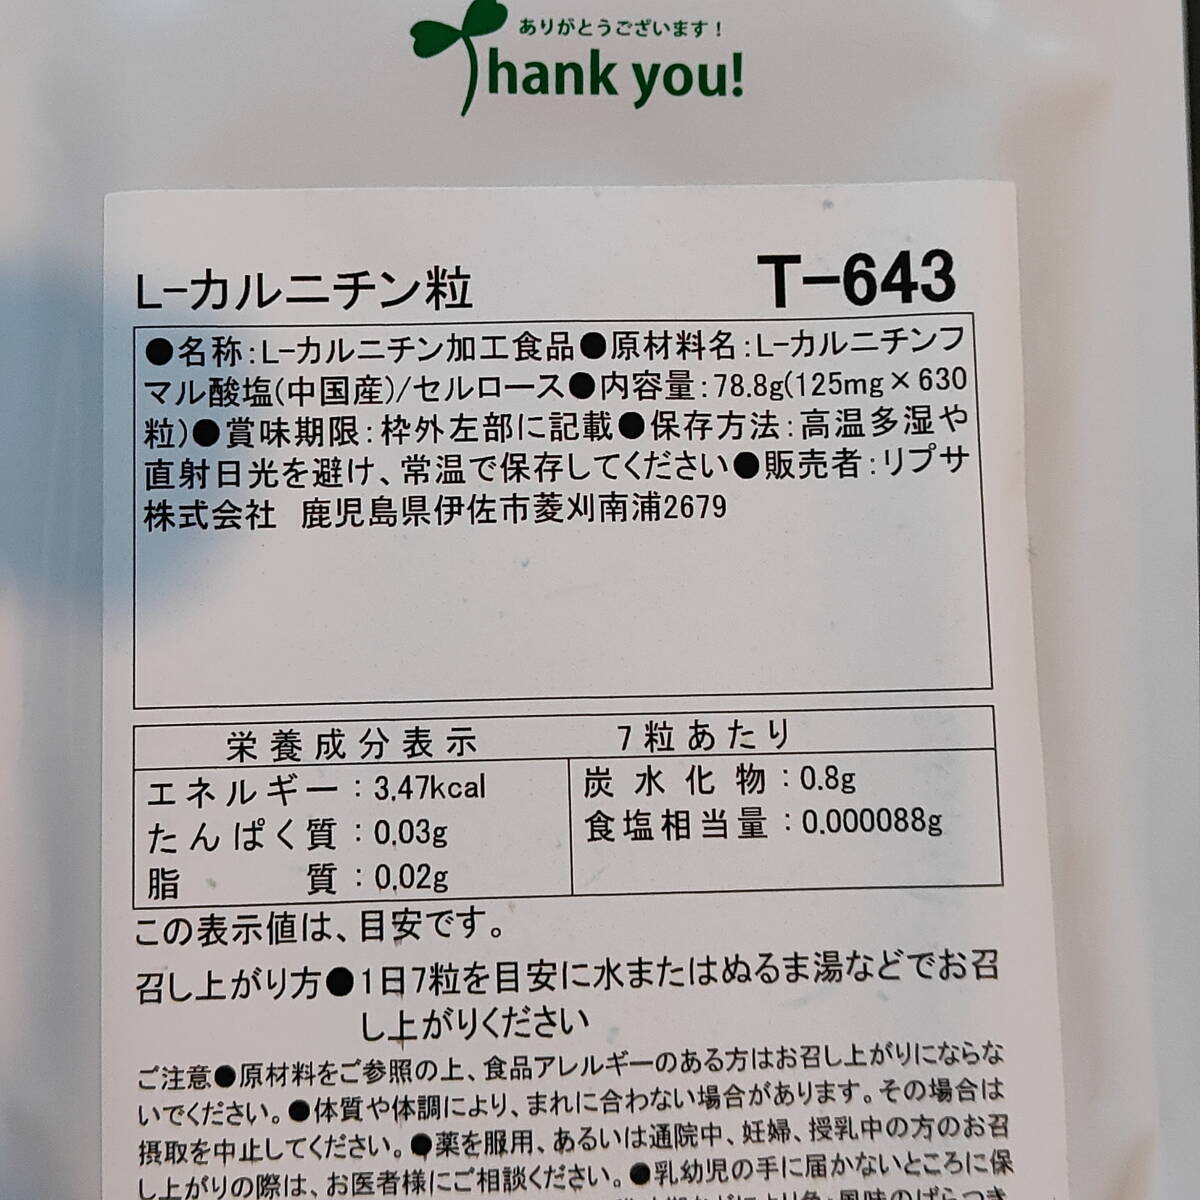 ありがとうございます！
Thank you!
L-カルニチン粒 T-643
●名称:L-カルニチン加工食品●原材料名:L-カルニチンフ
マル酸塩(中国産)/セルロース●内容量:78.8g(125mg×630
粒)●賞味期限:枠外左部に記載●保存方法:高温多湿や
直射日光を避け、常温で保存してください●販売者:リプサ
株式会社 鹿児島県伊佐市菱刈南浦2679
栄養成分表示 7粒あたり
エネルギー:3.47kcal 炭水化物:0.8g
たんぱく質:0.03g 食塩相当量:0.000088g
脂質:0.02g
この表示値は、目安です。
召し上がり方●1日7粒を目安に水またはぬるま湯などでお召
し上がりください
ご注意●原材料をご参照の上、食品アレルギーのある方はお召し上がりにならな
いでください。●体質や体調により、まれに合わない場合があります。その場合は
摂取を中止してください。●薬を服用、あるいは通院中、妊婦、授乳中の方のお召
し上がりの際は、お医者様にご相談ください。●乳幼児の手に届かないところに保
により色・風味のばらつき